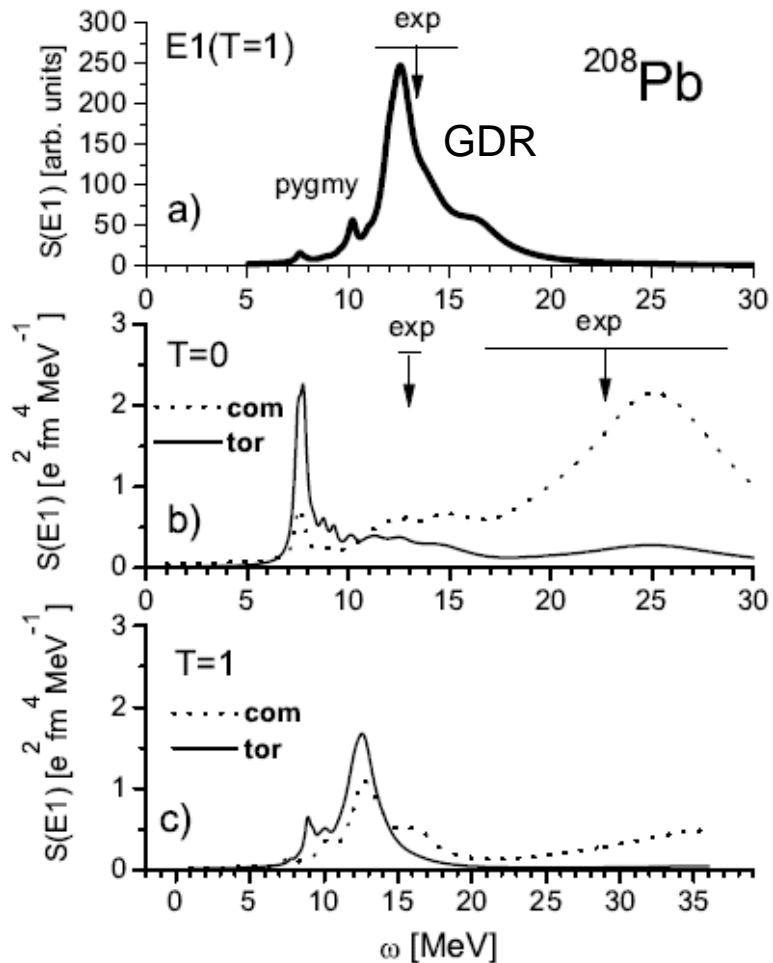 exp
E1(T=1)
208Pb
GDR
pygmy
a)
S(E1) [arb. units]
300
250
200
150
100
50
0
0 5 10 15 20 25 30
exp
exp
T=0
com
tor
b)
S(E1) [e2 fm4 MeV-1]
3
2
1
0
0 5 10 15 20 25 30
T=1
com
tor
c)
S(E1) [e2 fm4 MeV-1]
3
2
1
0
0 5 10 15 20 25 30 35
ω [MeV]